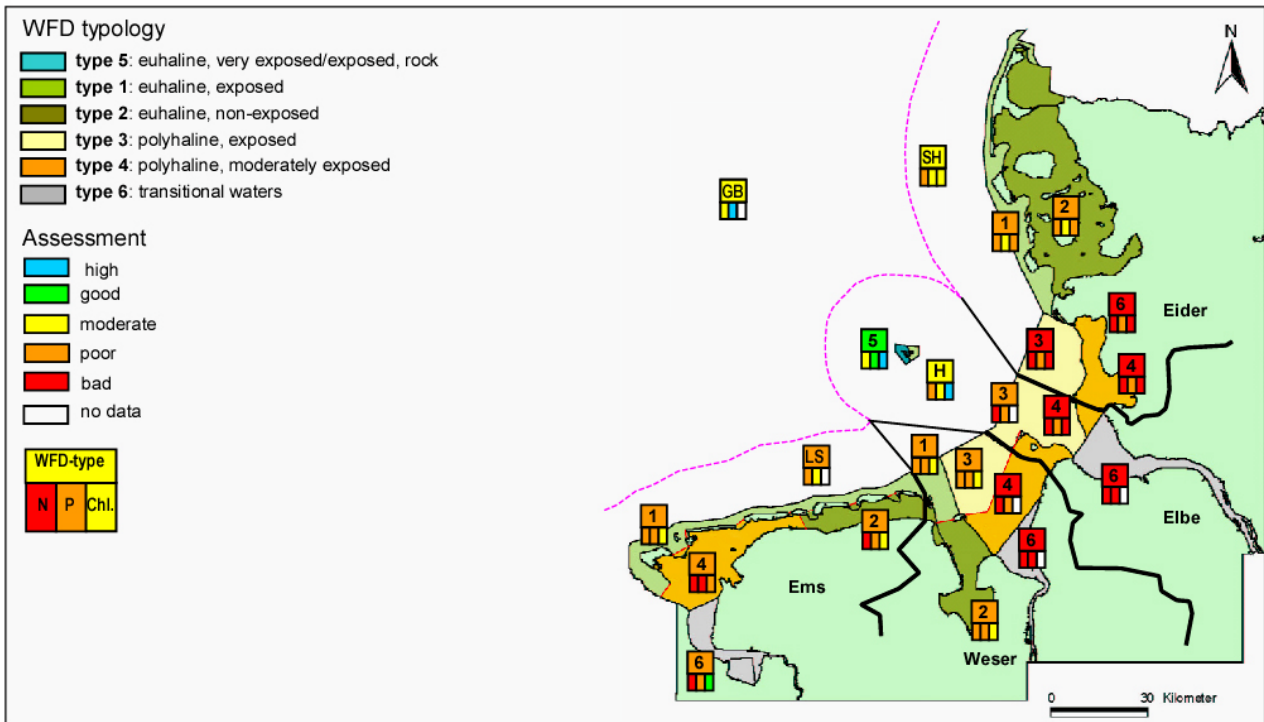 WFD typology
type 5: euhaline, very exposed/exposed, rock
type 1: euhaline, exposed
type 2: euhaline, non-exposed
type 3: polyhaline, exposed
type 4: polyhaline, moderately exposed
type 6: transitional waters
Assessment
high
good
moderate
poor
bad
no data
WFD-type
N P Chl.
N
SH
GB
2
1
6
Eider
3
5
4
H
3
4
1
LS
3
6
4
Elbe
1
2
6
4
Ems
2
Weser
6
0 30 Kilometer